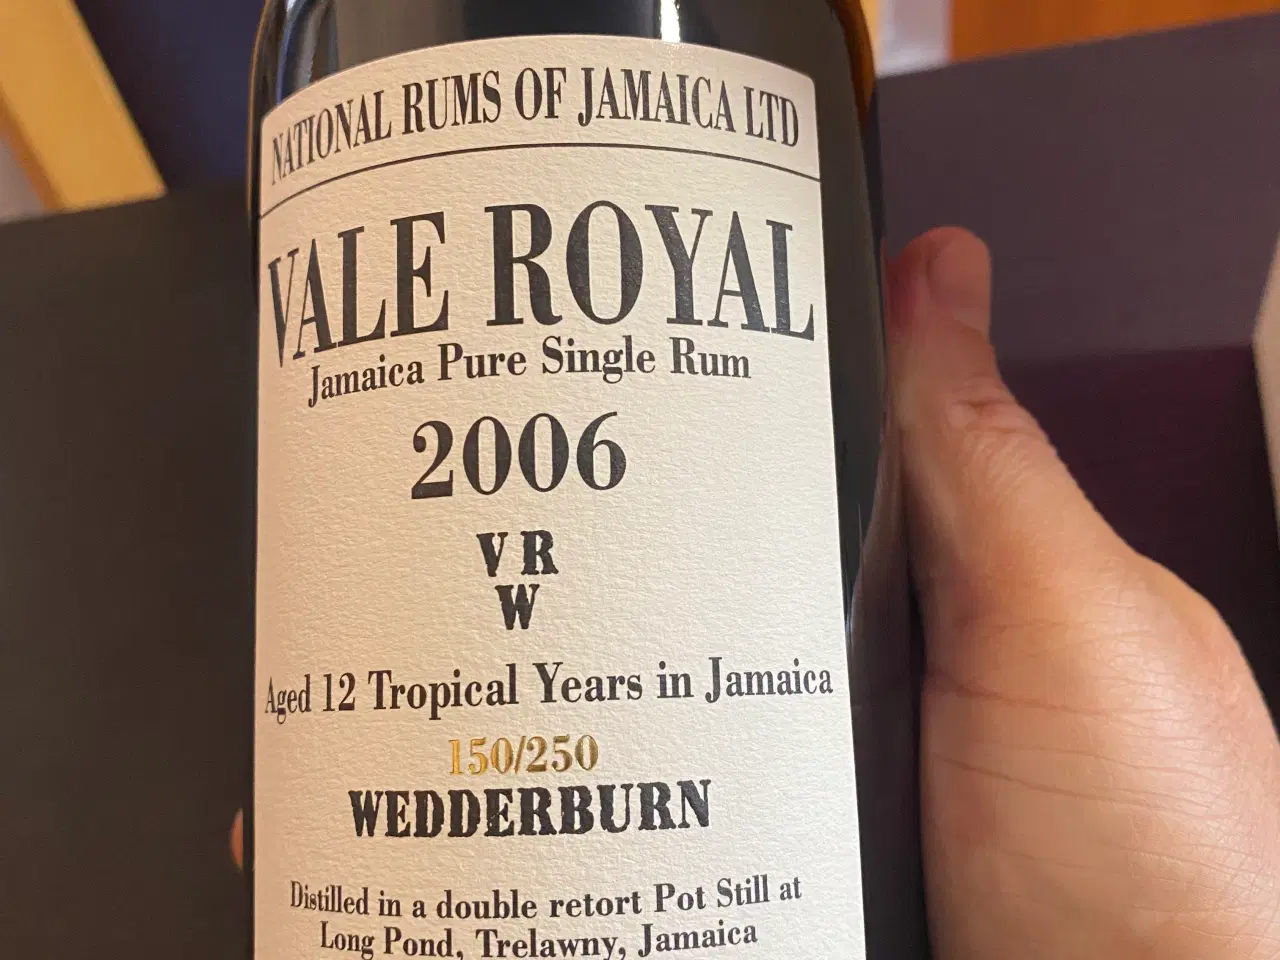 NATIONAL RUMS OF JAMAICA LTD
VALE ROYAL
Jamaica Pure Single Rum
2006
V R
W
Aged 12 Tropical Years in Jamaica
150/250
WEDDERBURN
Distilled in a double retort Pot Still at
Long Pond, Trelawny, Jamaica